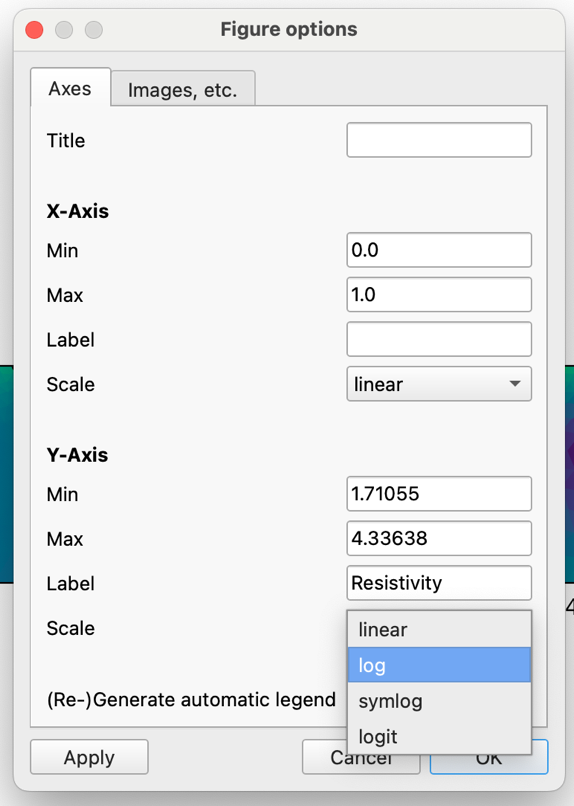 Figure options
Axes
Images, etc.
Title
X-Axis
Min 0.0
Max 1.0
Label
Scale linear
Y-Axis
Min 1.71055
Max 4.33638
Label Resistivity
Scale
linear
log
symlog
logit
(Re-)Generate automatic legend
Apply
Cancel
OK
4